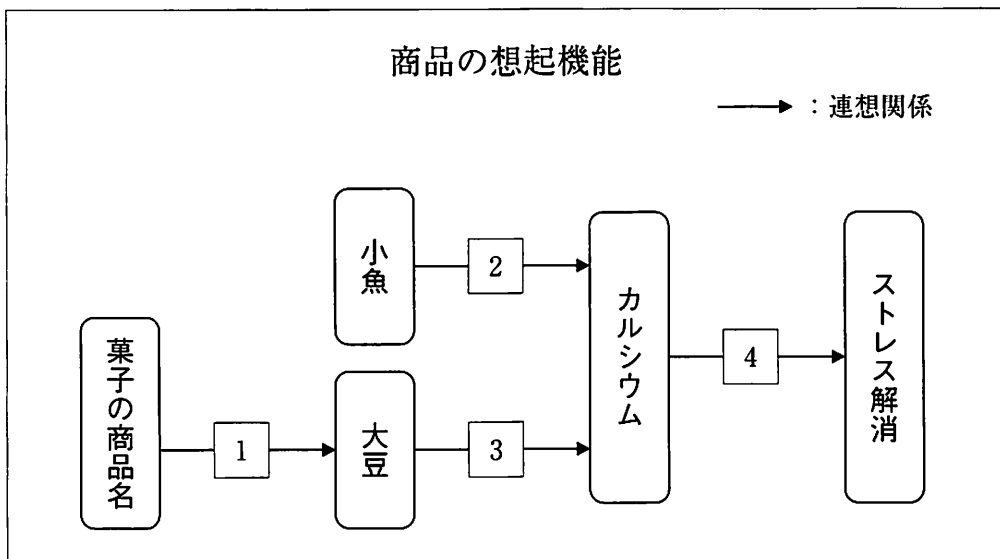 商品の想起機能
：連想関係
小魚
2
カルシウム
4
ストレス解消
菓子の商品名
1
大豆
3